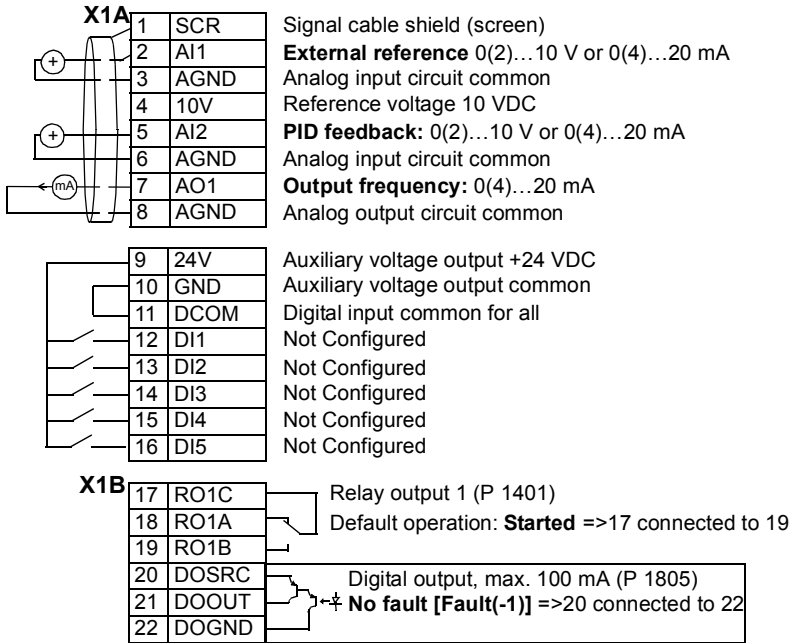 X1A
1 SCR Signal cable shield (screen)
2 AI1 External reference 0(2)…10 V or 0(4)…20 mA
3 AGND Analog input circuit common
4 10V Reference voltage 10 VDC
5 AI2 PID feedback: 0(2)…10 V or 0(4)…20 mA
6 AGND Analog input circuit common
7 AO1 Output frequency: 0(4)…20 mA
8 AGND Analog output circuit common
+
+
mA
9 24V Auxiliary voltage output +24 VDC
10 GND Auxiliary voltage output common
11 DCOM Digital input common for all
12 DI1 Not Configured
13 DI2 Not Configured
14 DI3 Not Configured
15 DI4 Not Configured
16 DI5 Not Configured
X1B
17 RO1C Relay output 1 (P 1401)
18 RO1A Default operation: Started =>17 connected to 19
19 RO1B
20 DOSRC Digital output, max. 100 mA (P 1805)
21 DOOUT No fault [Fault(-1)] =>20 connected to 22
22 DOGND